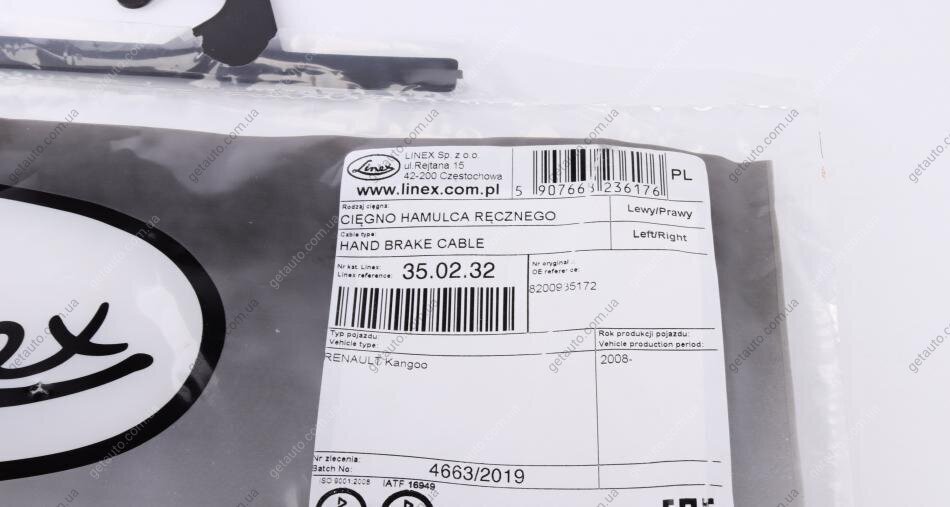 LINEX Sp. z o.o.
ul.Rejtana 15
42-200 Częstochowa
Linex
www.linex.com.pl
5 907668 236176
PL
Rodzaj cięgna:
CIĘGNO HAMULCA RĘCZNEGO
Lewy/Prawy
Cable type:
HAND BRAKE CABLE
Left/Right
Nr kat. Linex:
Linex reference:
35.02.32
Nr oryginał.:
OE reference:
8200935172
Typ pojazdu:
Vehicle type:
RENAULT Kangoo
Rok produkcji pojazdu:
Vehicle production period:
2008-
Nr zlecenia:
Batch No:
4663/2019
ISO 9001:2008
IATF 16949
nex
getauto.com.ua